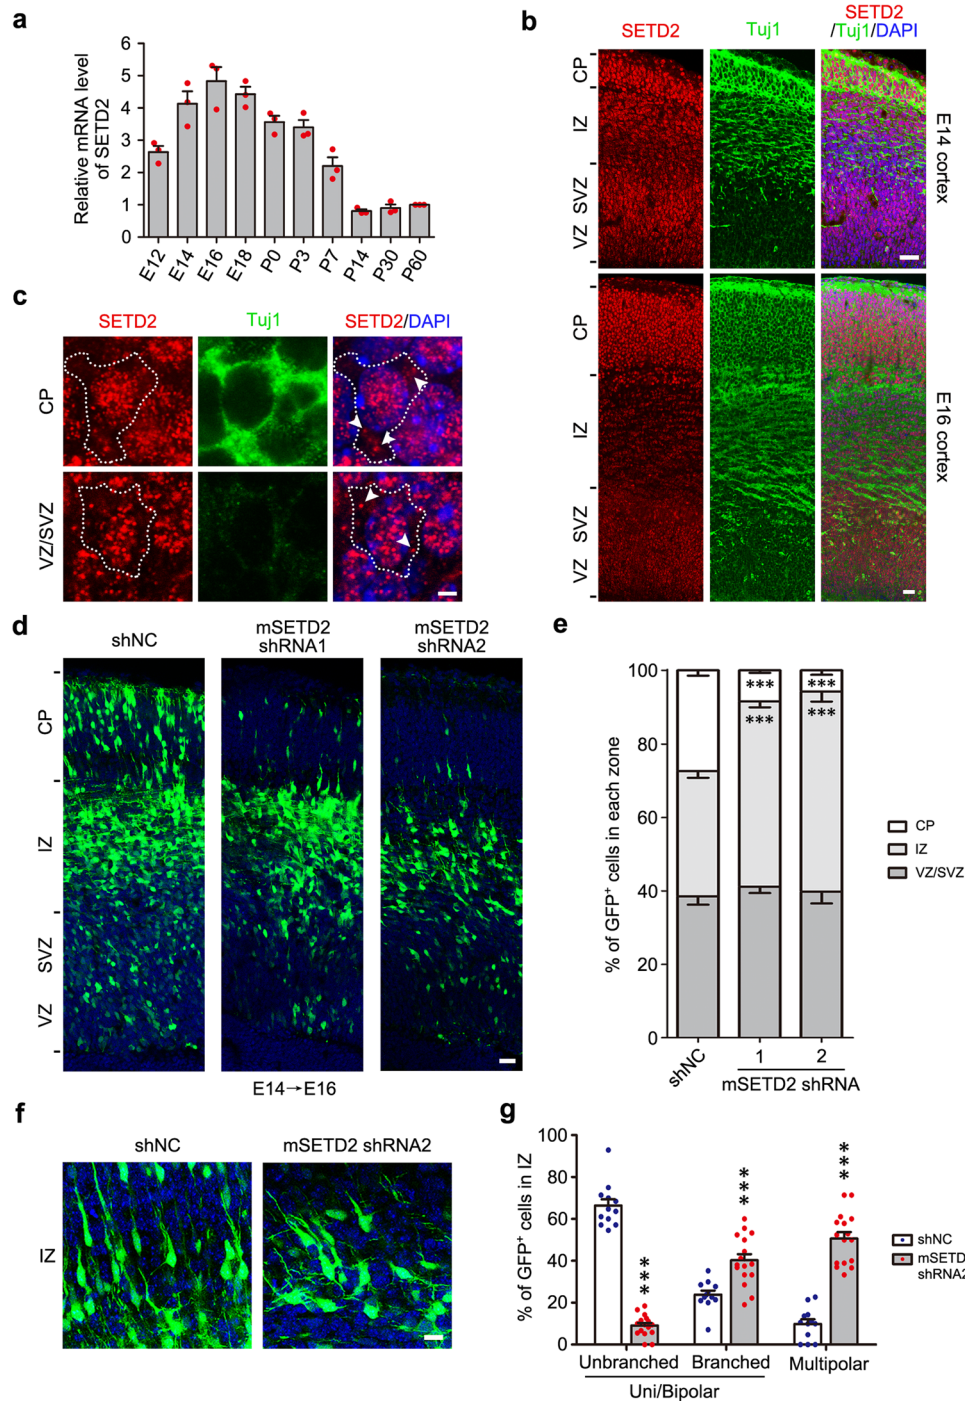 a
6
5
4
3
2
1
0
Relative mRNA level
of SETD2
E12
E14
E16
E18
P0
P3
P7
P14
P30
P60
b
SETD2
Tuj1
SETD2
/Tuj1/DAPI
CP
IZ
SVZ
VZ
E14 cortex
CP
IZ
SVZ
VZ
E16 cortex
c
SETD2
Tuj1
SETD2/DAPI
CP
VZ/SVZ
d
shNC
mSETD2
shRNA1
mSETD2
shRNA2
CP
IZ
SVZ
VZ
E14→E16
e
100
80
60
40
20
0
% of GFP+ cells in each zone
***
***
***
***
CP
IZ
VZ/SVZ
shNC
1
2
mSETD2 shRNA
f
shNC
mSETD2 shRNA2
IZ
g
100
80
60
40
20
0
% of GFP+ cells in IZ
***
***
***
shNC
mSETD
shRNA2
Unbranched
Branched
Multipolar
Uni/Bipolar